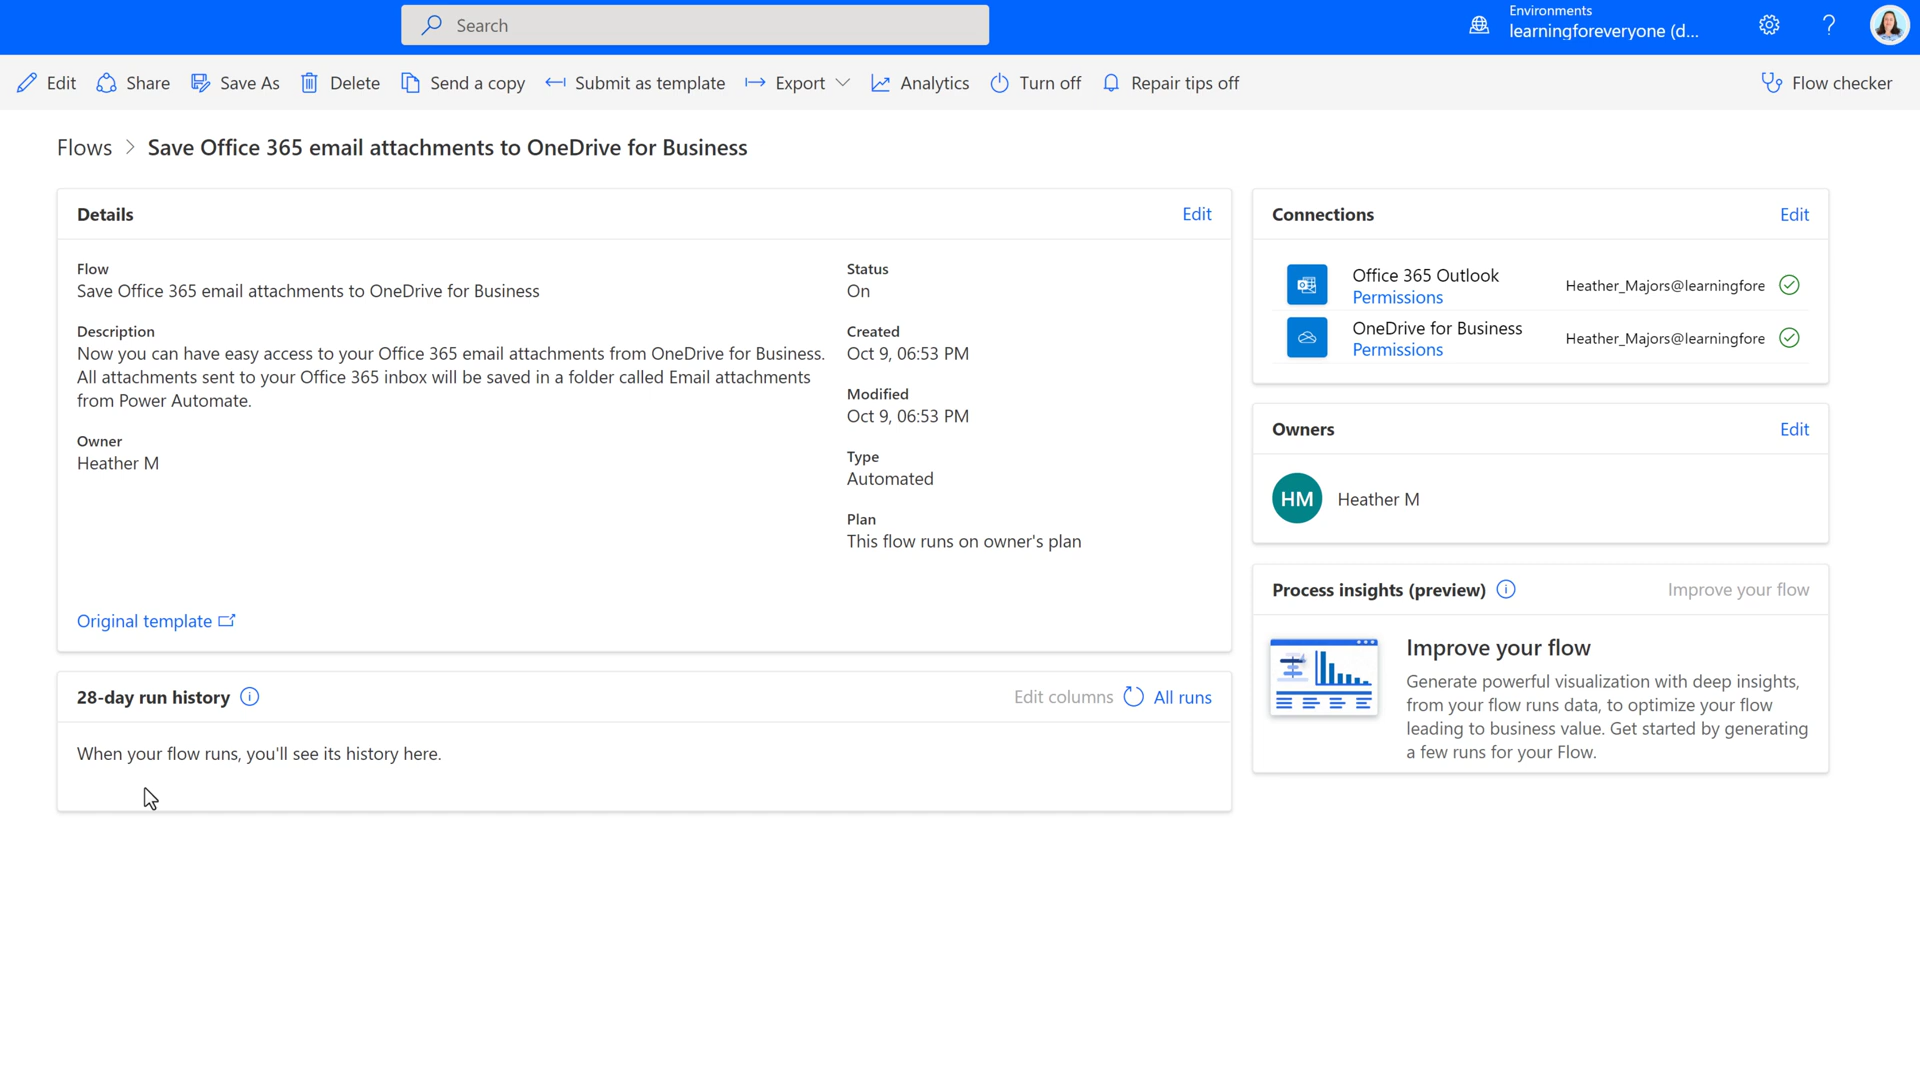 Search
Environments
learningforeveryone (d...
Edit
Share
Save As
Delete
Send a copy
Submit as template
Export
Analytics
Turn off
Repair tips off
Flow checker
Flows > Save Office 365 email attachments to OneDrive for Business
Details
Edit
Flow
Save Office 365 email attachments to OneDrive for Business
Description
Now you can have easy access to your Office 365 email attachments from OneDrive for Business.
All attachments sent to your Office 365 inbox will be saved in a folder called Email attachments
from Power Automate.
Owner
Heather M
Status
On
Created
Oct 9, 06:53 PM
Modified
Oct 9, 06:53 PM
Type
Automated
Plan
This flow runs on owner's plan
Original template
28-day run history
Edit columns
All runs
When your flow runs, you'll see its history here.
Connections
Edit
Office 365 Outlook
Permissions
Heather_Majors@learningfore
OneDrive for Business
Permissions
Heather_Majors@learningfore
Owners
Edit
HM
Heather M
Process insights (preview)
Improve your flow
Improve your flow
Generate powerful visualization with deep insights,
from your flow runs data, to optimize your flow
leading to business value. Get started by generating
a few runs for your Flow.